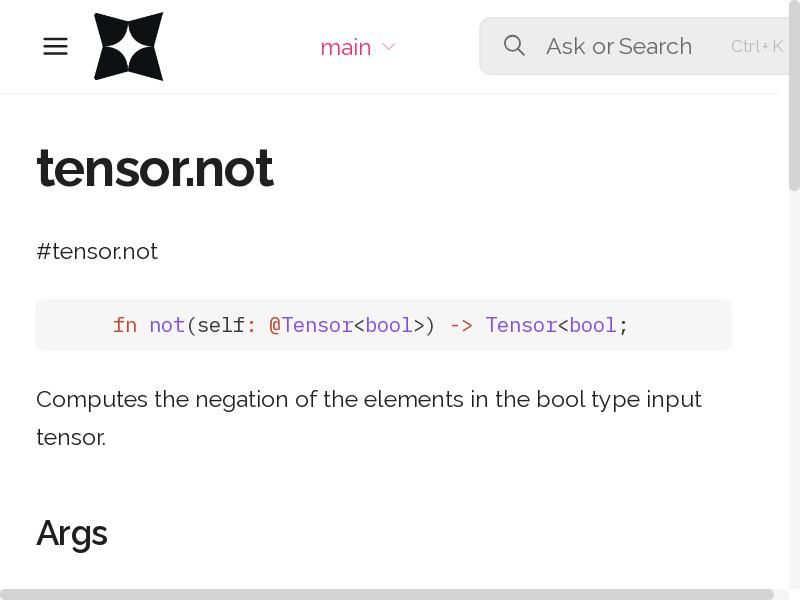 main
Ask or Search
Ctrl+K
tensor.not
#tensor.not
fn not(self: @Tensor<bool>) -> Tensor<bool;
Computes the negation of the elements in the bool type input
tensor.
Args